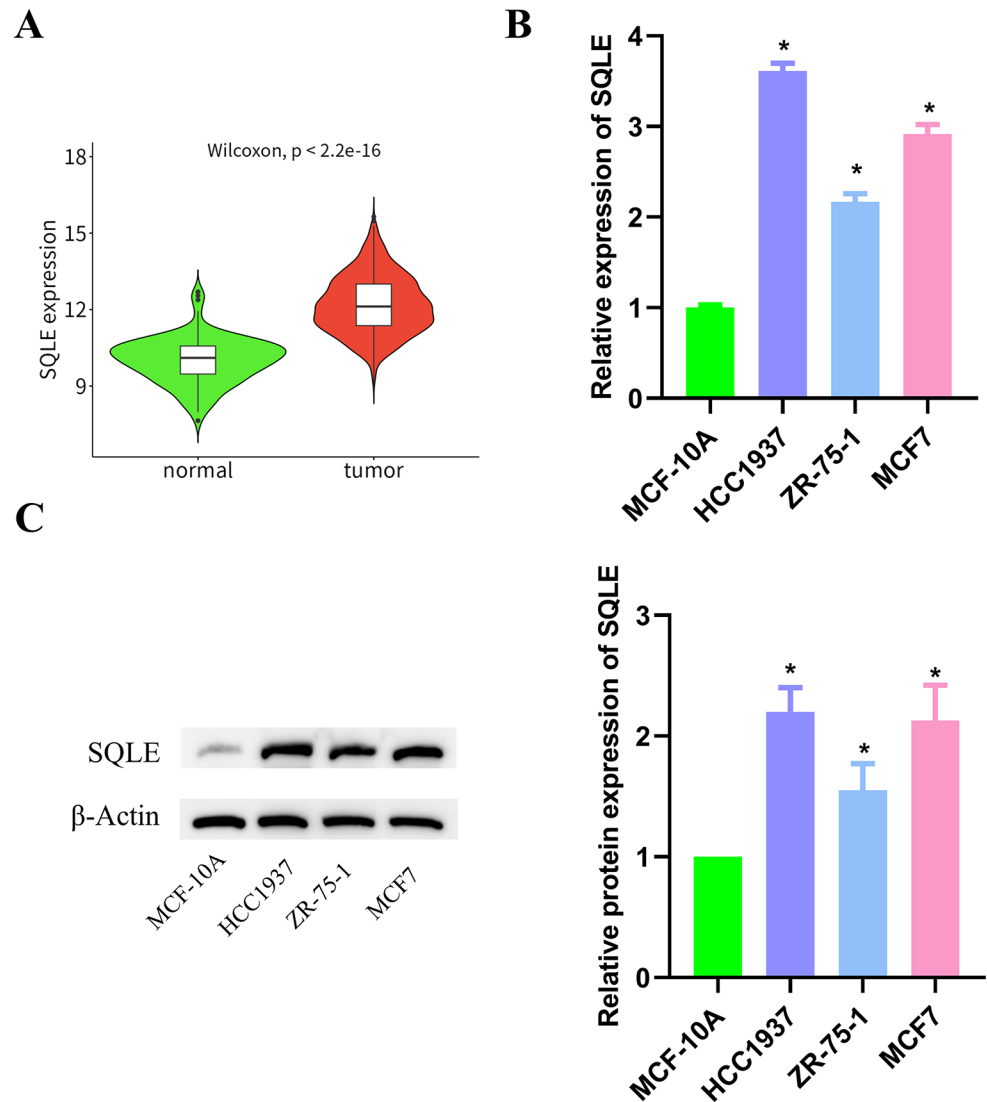 A
Wilcoxon, p < 2.2e-16
SQLE expression
18
15
12
9
normal
tumor
B
Relative expression of SQLE
4
3
2
1
0
*
*
*
MCF-10A
HCC1937
ZR-75-1
MCF7
C
SQLE
β-Actin
MCF-10A
HCC1937
ZR-75-1
MCF7
Relative protein expression of SQLE
3
2
1
0
*
*
*
MCF-10A
HCC1937
ZR-75-1
MCF7